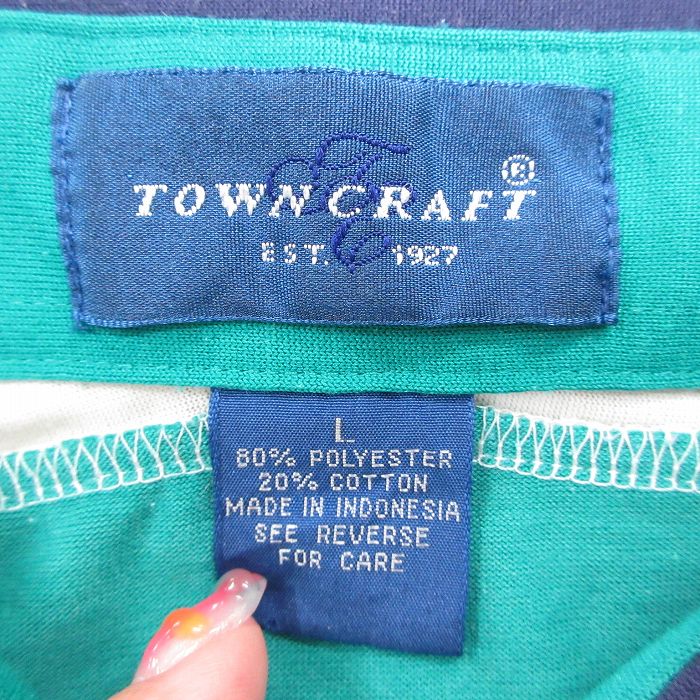 TOWNCRAFT®
EST. 1927
L
80% POLYESTER
20% COTTON
MADE IN INDONESIA
SEE REVERSE
FOR CARE